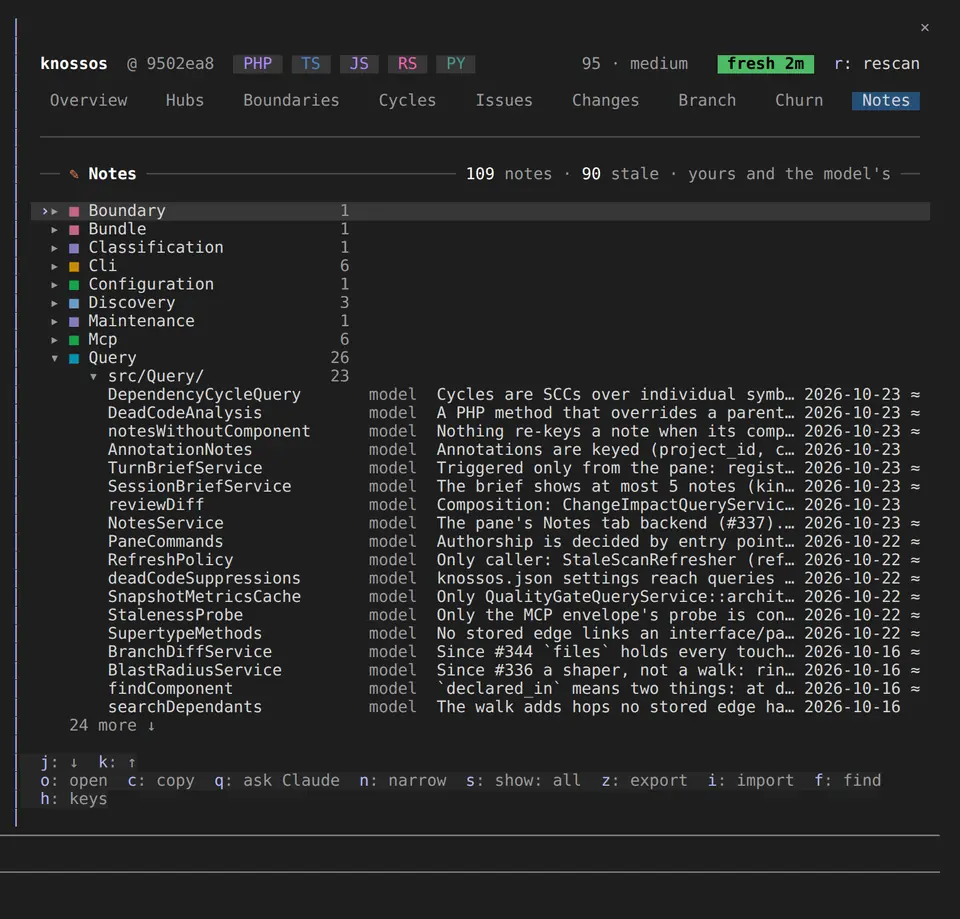 ×
knossos @ 9502ea8 PHP TS JS RS PY 95 · medium fresh 2m r: rescan
Overview Hubs Boundaries Cycles Issues Changes Branch Churn Notes
✎ Notes 109 notes · 90 stale · yours and the model's
›▸ ■ Boundary 1
▸ ■ Bundle 1
▸ ■ Classification 1
▸ ■ Cli 6
▸ ■ Configuration 1
▸ ■ Discovery 3
▸ ■ Maintenance 1
▸ ■ Mcp 6
▾ ■ Query 26
▾ src/Query/ 23
DependencyCycleQuery model Cycles are SCCs over individual symb… 2026-10-23 ≈
DeadCodeAnalysis model A PHP method that overrides a parent… 2026-10-23 ≈
notesWithoutComponent model Nothing re-keys a note when its comp… 2026-10-23 ≈
AnnotationNotes model Annotations are keyed (project_id, c… 2026-10-23
TurnBriefService model Triggered only from the pane: regist… 2026-10-23 ≈
SessionBriefService model The brief shows at most 5 notes (kin… 2026-10-23 ≈
reviewDiff model Composition: ChangeImpactQueryServic… 2026-10-23
NotesService model The pane's Notes tab backend (#337).… 2026-10-23 ≈
PaneCommands model Authorship is decided by entry point… 2026-10-22 ≈
RefreshPolicy model Only caller: StaleScanRefresher (ref… 2026-10-22 ≈
deadCodeSuppressions model knossos.json settings reach queries … 2026-10-22 ≈
SnapshotMetricsCache model Only QualityGateQueryService::archit… 2026-10-22 ≈
StalenessProbe model Only the MCP envelope's probe is con… 2026-10-22 ≈
SupertypeMethods model No stored edge links an interface/pa… 2026-10-22 ≈
BranchDiffService model Since #344 `files` holds every touch… 2026-10-16 ≈
BlastRadiusService model Since #336 a shaper, not a walk: rin… 2026-10-16 ≈
findComponent model `declared_in` means two things: at d… 2026-10-16 ≈
searchDependants model The walk adds hops no stored edge ha… 2026-10-16
24 more ↓
j: ↓ k: ↑
o: open c: copy q: ask Claude n: narrow s: show: all z: export i: import f: find
h: keys